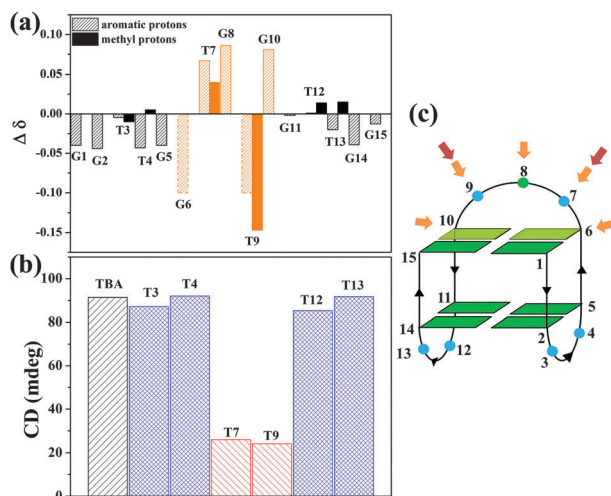 (a)
aromatic protons
methyl protons
0.10
0.05
0.00
-0.05
-0.10
-0.15
Δ δ
G1
G2
T3
T4
G5
G6
T7
G8
T9
G10
G11
T12
T13
G14
G15
(b)
100
80
60
40
20
0
CD (mdeg)
TBA
T3
T4
T7
T9
T12
T13
(c)
8
9
7
10
6
15
1
11
5
14
2
4
13
12
3